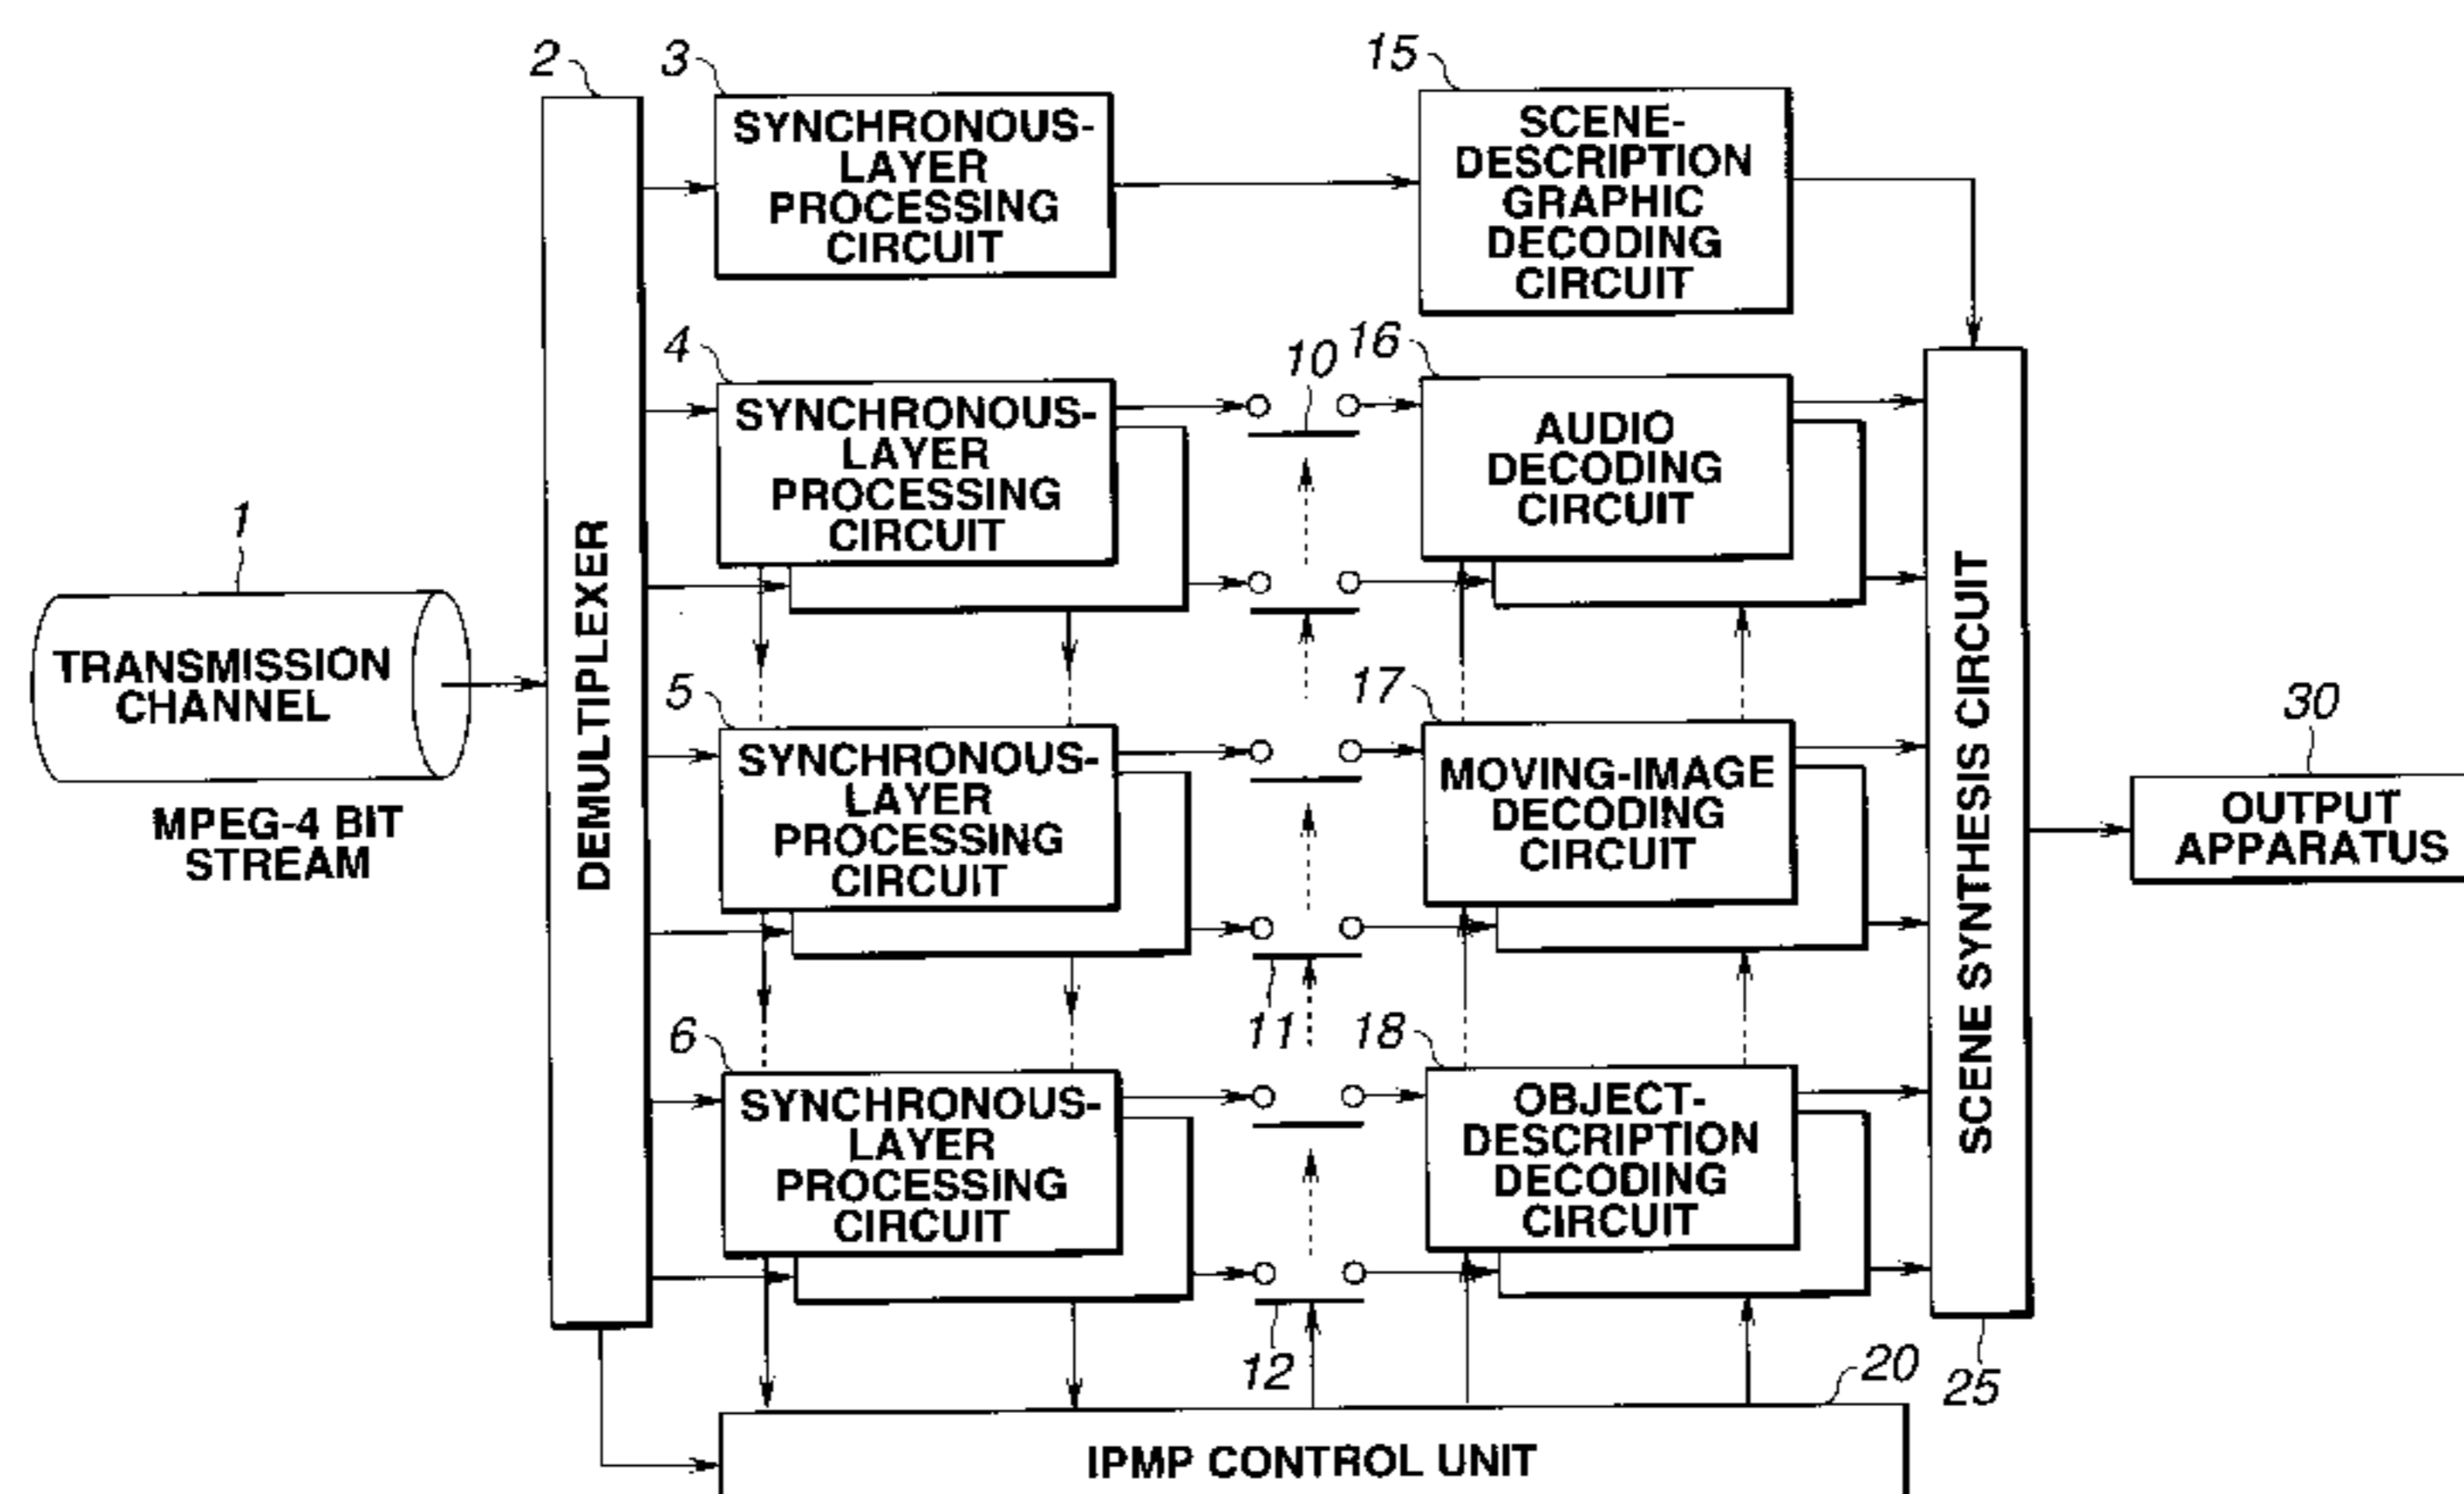 2
3
15
SYNCHRONOUS-
LAYER
PROCESSING
CIRCUIT
SCENE-
DESCRIPTION
GRAPHIC
DECODING
CIRCUIT
4
10
16
SYNCHRONOUS-
LAYER
PROCESSING
CIRCUIT
AUDIO
DECODING
CIRCUIT
1
TRANSMISSION
CHANNEL
MPEG-4 BIT
STREAM
DEMULTIPLEXER
5
17
SYNCHRONOUS-
LAYER
PROCESSING
CIRCUIT
MOVING-IMAGE
DECODING
CIRCUIT
SCENE SYNTHESIS CIRCUIT
30
OUTPUT
APPARATUS
6
11
18
SYNCHRONOUS-
LAYER
PROCESSING
CIRCUIT
OBJECT-
DESCRIPTION
DECODING
CIRCUIT
12
20
25
IPMP CONTROL UNIT